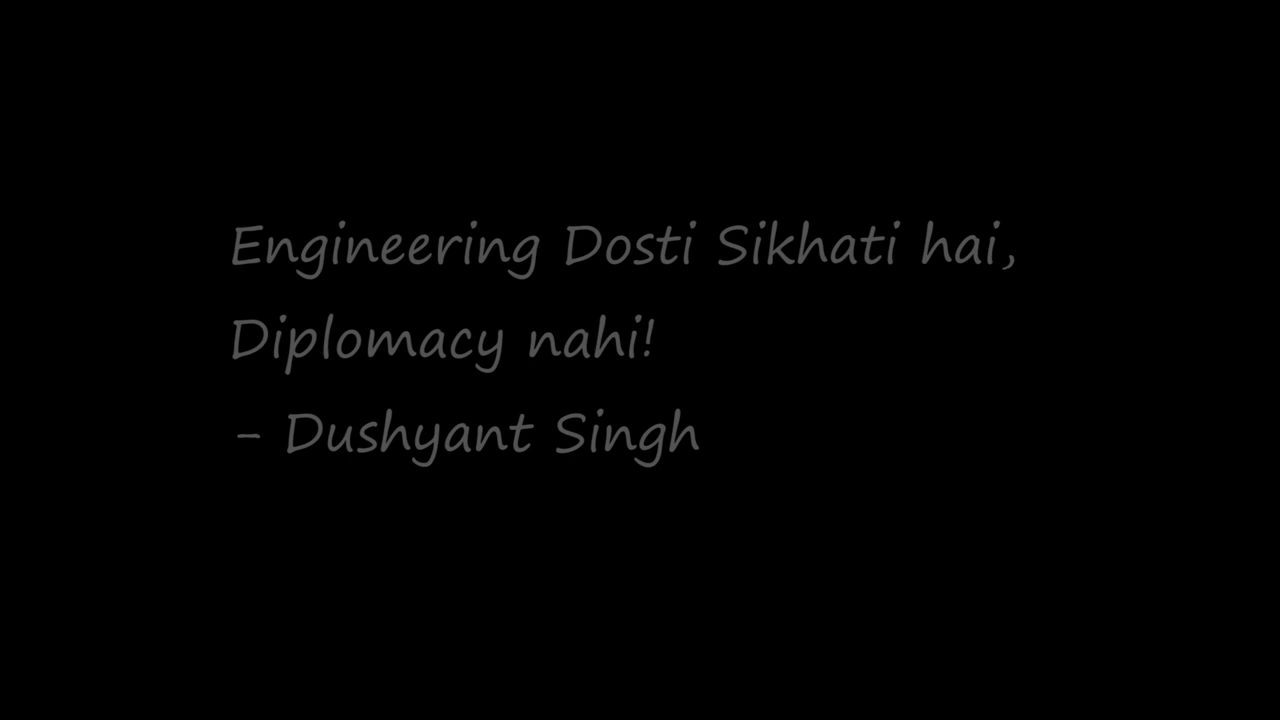 Engineering Dosti Sikhati hai,
Diplomacy nahi!
- Dushyant Singh